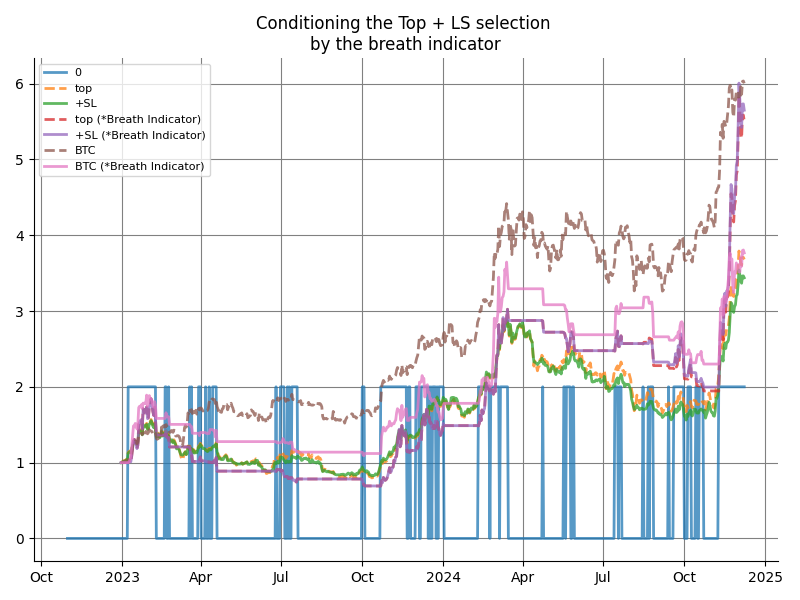 Conditioning the Top + LS selection
by the breath indicator
0
top
+SL
top (*Breath Indicator)
+SL (*Breath Indicator)
BTC
BTC (*Breath Indicator)
6
5
4
3
2
1
0
Oct 2023 Apr Jul Oct 2024 Apr Jul Oct 2025